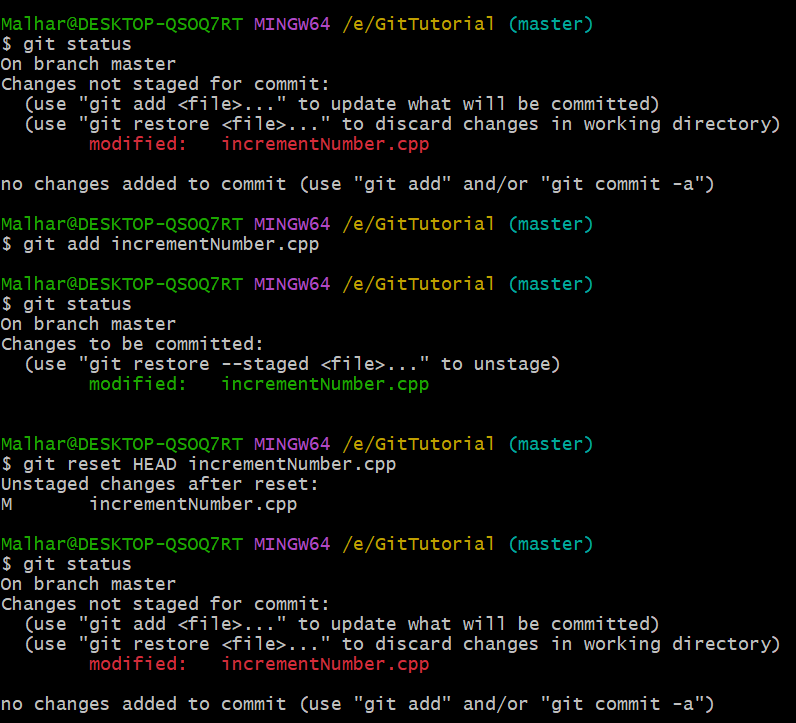 Malhar@DESKTOP-QSOQ7RT MINGW64 /e/GitTutorial (master)
$ git status
On branch master
Changes not staged for commit:
  (use "git add <file>..." to update what will be committed)
  (use "git restore <file>..." to discard changes in working directory)
        modified:   incrementNumber.cpp

no changes added to commit (use "git add" and/or "git commit -a")

Malhar@DESKTOP-QSOQ7RT MINGW64 /e/GitTutorial (master)
$ git add incrementNumber.cpp

Malhar@DESKTOP-QSOQ7RT MINGW64 /e/GitTutorial (master)
$ git status
On branch master
Changes to be committed:
  (use "git restore --staged <file>..." to unstage)
        modified:   incrementNumber.cpp


Malhar@DESKTOP-QSOQ7RT MINGW64 /e/GitTutorial (master)
$ git reset HEAD incrementNumber.cpp
Unstaged changes after reset:
M       incrementNumber.cpp

Malhar@DESKTOP-QSOQ7RT MINGW64 /e/GitTutorial (master)
$ git status
On branch master
Changes not staged for commit:
  (use "git add <file>..." to update what will be committed)
  (use "git restore <file>..." to discard changes in working directory)
        modified:   incrementNumber.cpp

no changes added to commit (use "git add" and/or "git commit -a")